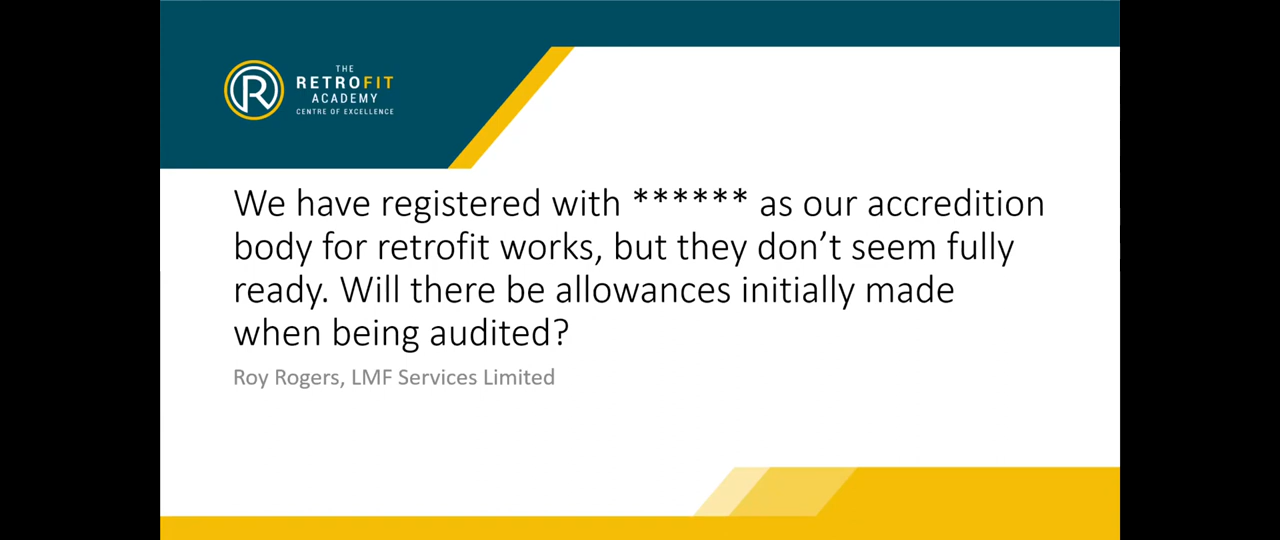 THE
RETROFIT
ACADEMY
CENTRE OF EXCELLENCE
We have registered with ****** as our accredition
body for retrofit works, but they don’t seem fully
ready. Will there be allowances initially made
when being audited?
Roy Rogers, LMF Services Limited